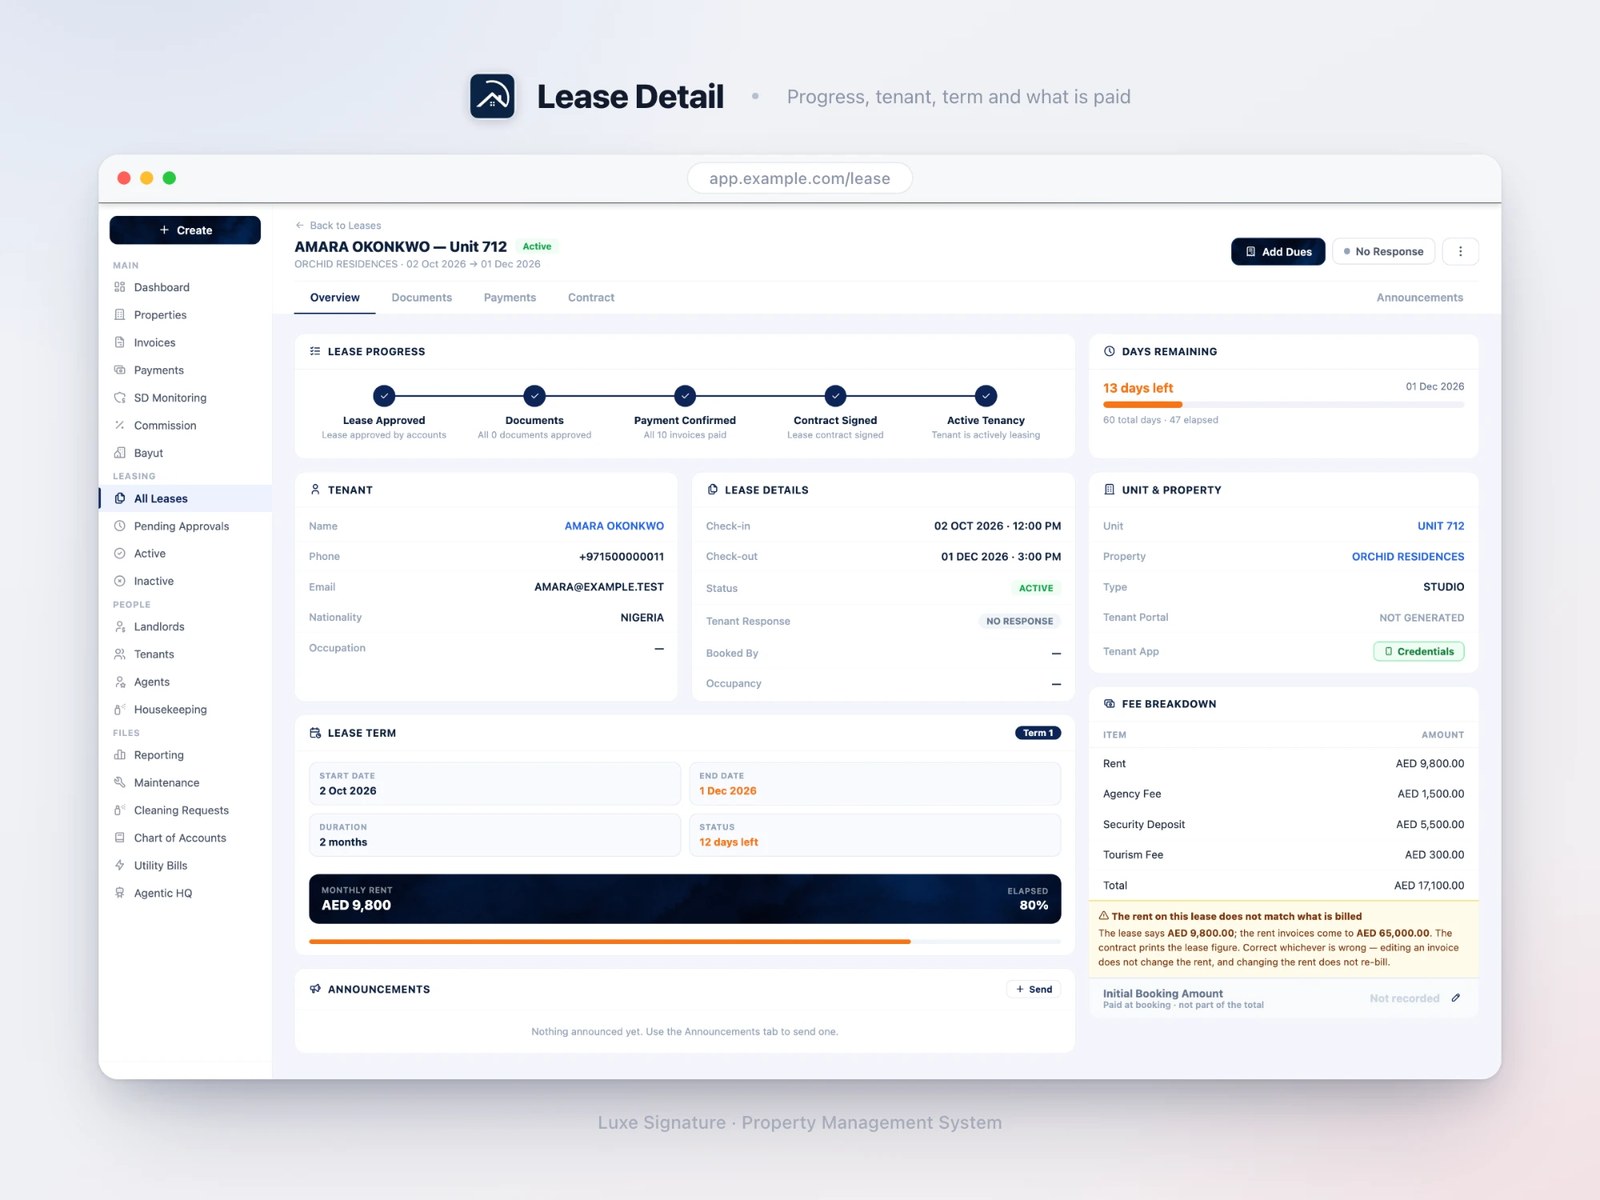 Lease Detail • Progress, tenant, term and what is paid
app.example.com/lease
+ Create
MAIN
Dashboard
Properties
Invoices
Payments
SD Monitoring
Commission
Bayut
LEASING
All Leases
Pending Approvals
Active
Inactive
PEOPLE
Landlords
Tenants
Agents
Housekeeping
FILES
Reporting
Maintenance
Cleaning Requests
Chart of Accounts
Utility Bills
Agentic HQ
← Back to Leases
AMARA OKONKWO — Unit 712 Active
ORCHID RESIDENCES · 02 Oct 2026 → 01 Dec 2026
Add Dues
No Response
Overview
Documents
Payments
Contract
Announcements
LEASE PROGRESS
Lease Approved
Lease approved by accounts
Documents
All 0 documents approved
Payment Confirmed
All 10 invoices paid
Contract Signed
Lease contract signed
Active Tenancy
Tenant is actively leasing
DAYS REMAINING
13 days left 01 Dec 2026
60 total days · 47 elapsed
TENANT
Name AMARA OKONKWO
Phone +971500000011
Email AMARA@EXAMPLE.TEST
Nationality NIGERIA
Occupation —
LEASE DETAILS
Check-in 02 OCT 2026 · 12:00 PM
Check-out 01 DEC 2026 · 3:00 PM
Status ACTIVE
Tenant Response NO RESPONSE
Booked By —
Occupancy —
UNIT & PROPERTY
Unit UNIT 712
Property ORCHID RESIDENCES
Type STUDIO
Tenant Portal NOT GENERATED
Tenant App Credentials
LEASE TERM Term 1
START DATE
2 Oct 2026
END DATE
1 Dec 2026
DURATION
2 months
STATUS
12 days left
MONTHLY RENT
AED 9,800
ELAPSED
80%
ANNOUNCEMENTS + Send
Nothing announced yet. Use the Announcements tab to send one.
FEE BREAKDOWN
ITEM AMOUNT
Rent AED 9,800.00
Agency Fee AED 1,500.00
Security Deposit AED 5,500.00
Tourism Fee AED 300.00
Total AED 17,100.00
The rent on this lease does not match what is billed
The lease says AED 9,800.00; the rent invoices come to AED 65,000.00. The
contract prints the lease figure. Correct whichever is wrong — editing an invoice
does not change the rent, and changing the rent does not re-bill.
Initial Booking Amount
Paid at booking · not part of the total
Not recorded
Luxe Signature · Property Management System